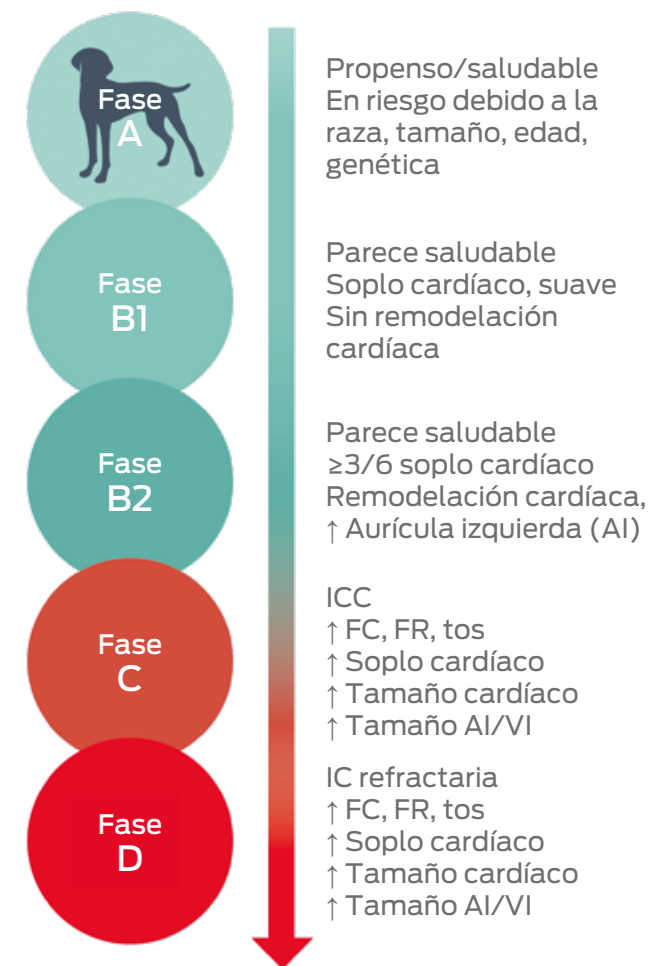 Fase
A
Propenso/saludable
En riesgo debido a la
raza, tamaño, edad,
genética
Fase
B1
Parece saludable
Soplo cardíaco, suave
Sin remodelación
cardíaca
Fase
B2
Parece saludable
≥3/6 soplo cardíaco
Remodelación cardíaca,
↑ Aurícula izquierda (AI)
Fase
C
ICC
↑ FC, FR, tos
↑ Soplo cardíaco
↑ Tamaño cardíaco
↑ Tamaño AI/VI
Fase
D
IC refractaria
↑ FC, FR, tos
↑ Soplo cardíaco
↑ Tamaño cardíaco
↑ Tamaño AI/VI